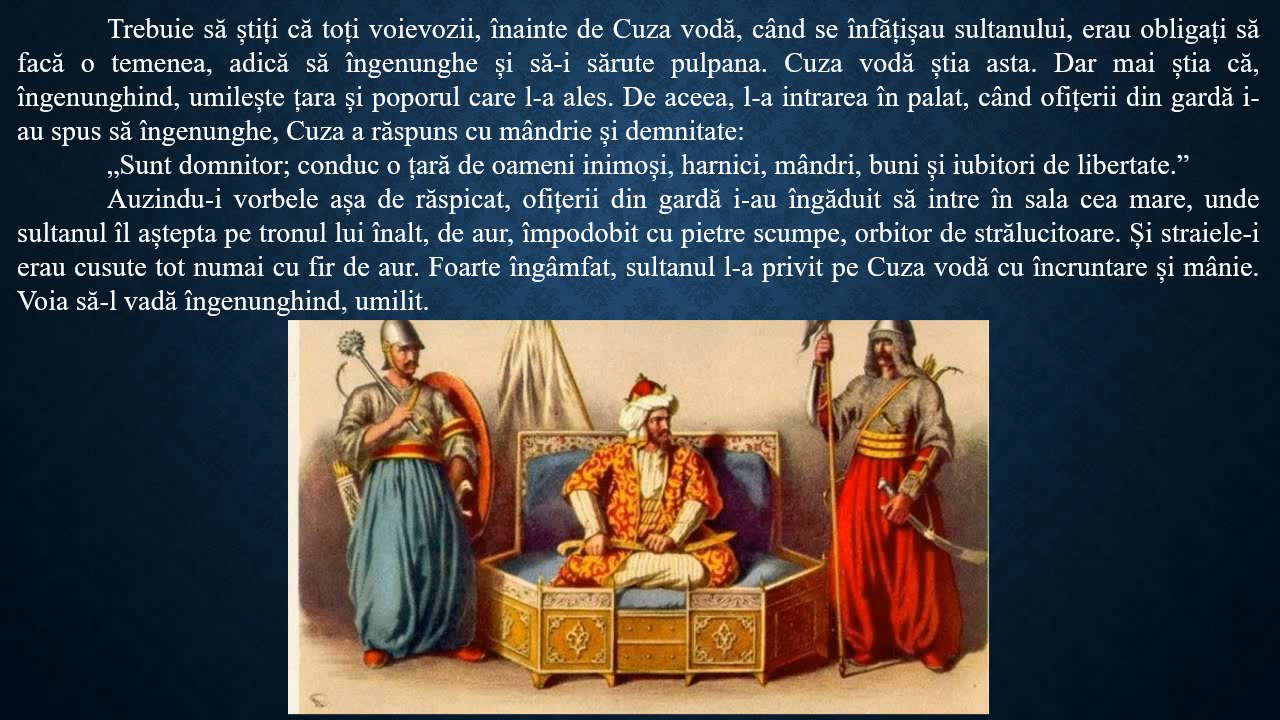 Trebuie să știți că toți voievozii, înainte de Cuza vodă, când se înfățișau sultanului, erau obligați să
facă o temenea, adică să îngenunghe și să-i sărute pulpana. Cuza vodă știa asta. Dar mai știa că,
îngenunghind, umilește țara și poporul care l-a ales. De aceea, l-a intrarea în palat, când ofițerii din gardă i-
au spus să îngenunghe, Cuza a răspuns cu mândrie și demnitate:
„Sunt domnitor; conduc o țară de oameni inimoși, harnici, mândri, buni și iubitori de libertate.”
Auzindu-i vorbele așa de răspicat, ofițerii din gardă i-au îngăduit să intre în sala cea mare, unde
sultanul îl aștepta pe tronul lui înalt, de aur, împodobit cu pietre scumpe, orbitor de strălucitoare. Și straiele-i
erau cusute tot numai cu fir de aur. Foarte îngâmfat, sultanul l-a privit pe Cuza vodă cu încruntare și mânie.
Voia să-l vadă îngenunghind, umilit.